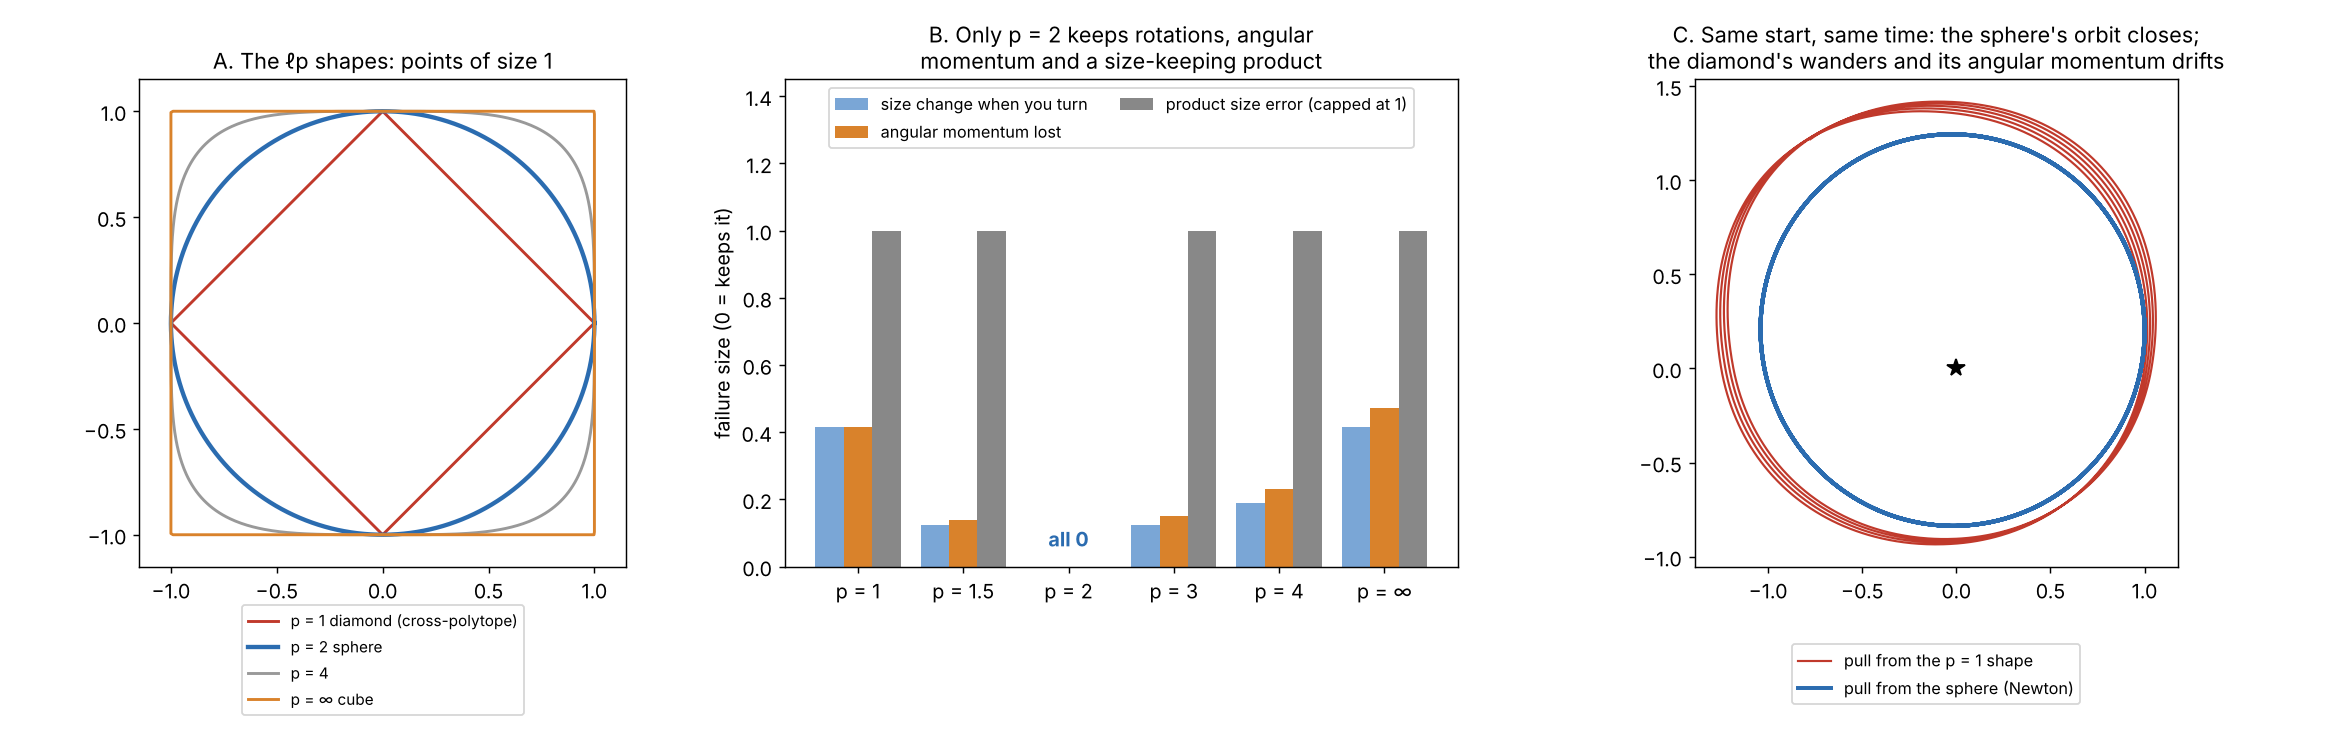 A. The ℓp shapes: points of size 1
1.0
0.5
0.0
−0.5
−1.0
−1.0
−0.5
0.0
0.5
1.0
p = 1 diamond (cross-polytope)
p = 2 sphere
p = 4
p = ∞ cube
B. Only p = 2 keeps rotations, angular
momentum and a size-keeping product
failure size (0 = keeps it)
1.4
1.2
1.0
0.8
0.6
0.4
0.2
0.0
size change when you turn
angular momentum lost
product size error (capped at 1)
all 0
p = 1
p = 1.5
p = 2
p = 3
p = 4
p = ∞
C. Same start, same time: the sphere's orbit closes;
the diamond's wanders and its angular momentum drifts
1.5
1.0
0.5
0.0
−0.5
−1.0
−1.0
−0.5
0.0
0.5
1.0
pull from the p = 1 shape
pull from the sphere (Newton)